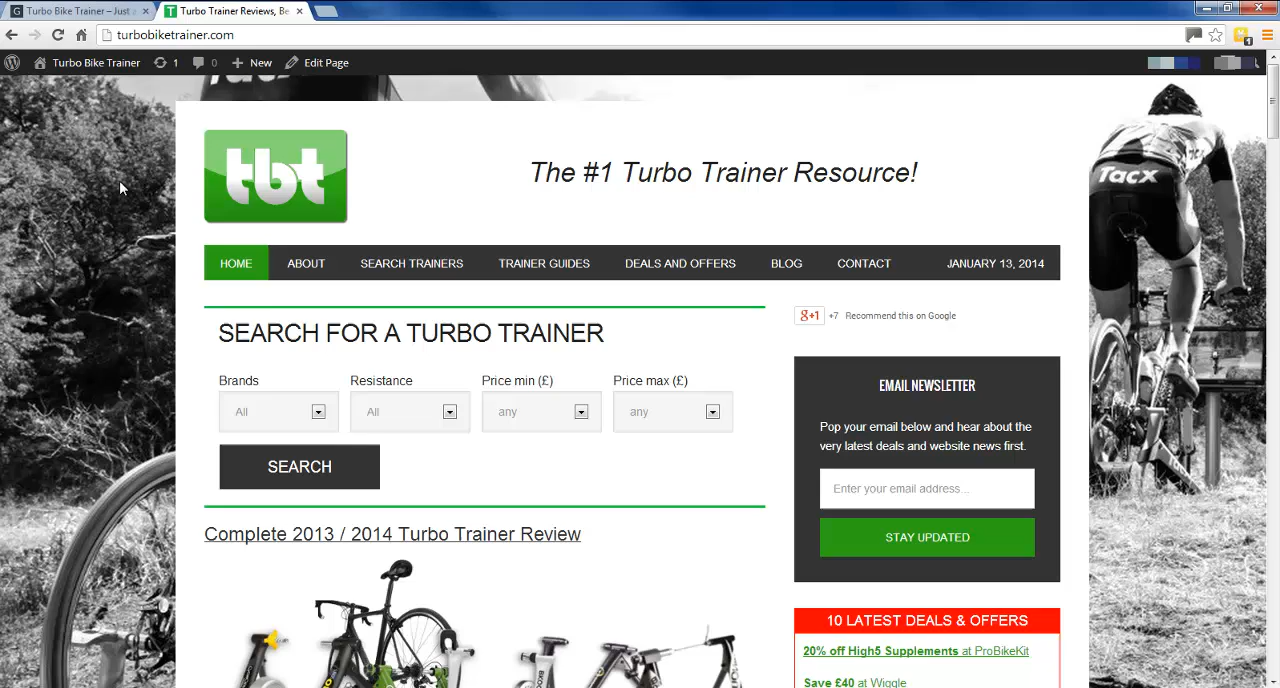 Turbo Bike Trainer – Just
Turbo Trainer Reviews, Be
turbobiketrainer.com
Turbo Bike Trainer 1 0 New Edit Page
tbt
The #1 Turbo Trainer Resource!
Tacx
HOME ABOUT SEARCH TRAINERS TRAINER GUIDES DEALS AND OFFERS BLOG CONTACT JANUARY 13, 2014
SEARCH FOR A TURBO TRAINER
Brands Resistance Price min (£) Price max (£)
All All any any
SEARCH
Complete 2013 / 2014 Turbo Trainer Review
g+1 +7 Recommend this on Google
EMAIL NEWSLETTER
Pop your email below and hear about the
very latest deals and website news first.
Enter your email address...
STAY UPDATED
10 LATEST DEALS & OFFERS
20% off High5 Supplements at ProBikeKit
Save £40 at Wiggle